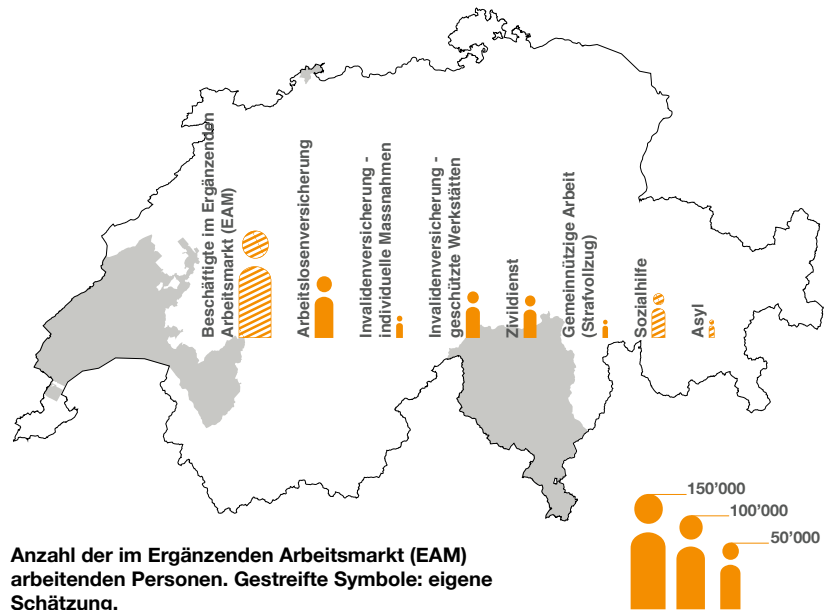 Beschäftigte im Ergänzenden
Arbeitsmarkt (EAM)
Arbeitslosenversicherung
Invalidenversicherung -
individuelle Massnahmen
Invalidenversicherung -
geschützte Werkstätten
Zivildienst
Gemeinnützige Arbeit
(Strafvollzug)
Sozialhilfe
Asyl
150’000
100’000
50’000
Anzahl der im Ergänzenden Arbeitsmarkt (EAM)
arbeitenden Personen. Gestreifte Symbole: eigene
Schätzung.